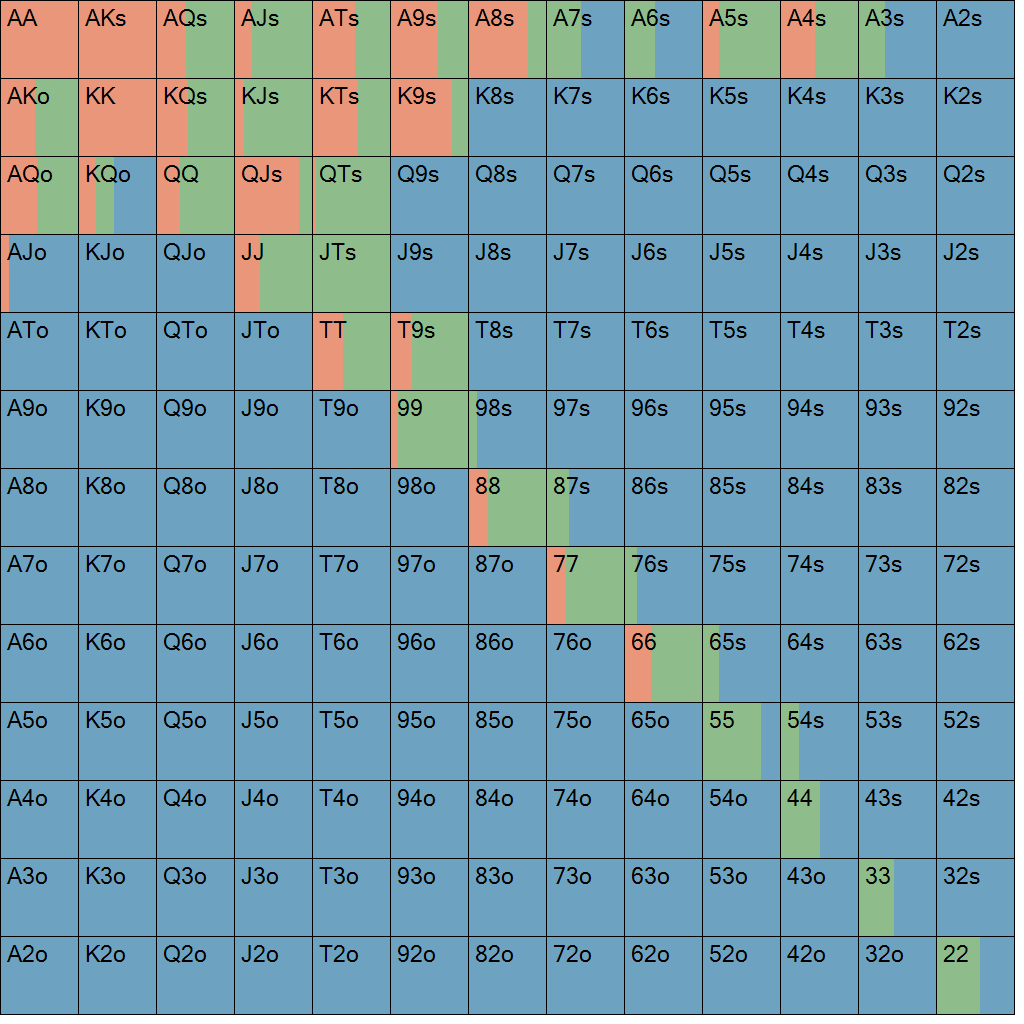 AA AKs AQs AJs ATs A9s A8s A7s A6s A5s A4s A3s A2s
AKo KK KQs KJs KTs K9s K8s K7s K6s K5s K4s K3s K2s
AQo KQo QQ QJs QTs Q9s Q8s Q7s Q6s Q5s Q4s Q3s Q2s
AJo KJo QJo JJ JTs J9s J8s J7s J6s J5s J4s J3s J2s
ATo KTo QTo JTo TT T9s T8s T7s T6s T5s T4s T3s T2s
A9o K9o Q9o J9o T9o 99 98s 97s 96s 95s 94s 93s 92s
A8o K8o Q8o J8o T8o 98o 88 87s 86s 85s 84s 83s 82s
A7o K7o Q7o J7o T7o 97o 87o 77 76s 75s 74s 73s 72s
A6o K6o Q6o J6o T6o 96o 86o 76o 66 65s 64s 63s 62s
A5o K5o Q5o J5o T5o 95o 85o 75o 65o 55 54s 53s 52s
A4o K4o Q4o J4o T4o 94o 84o 74o 64o 54o 44 43s 42s
A3o K3o Q3o J3o T3o 93o 83o 73o 63o 53o 43o 33 32s
A2o K2o Q2o J2o T2o 92o 82o 72o 62o 52o 42o 32o 22